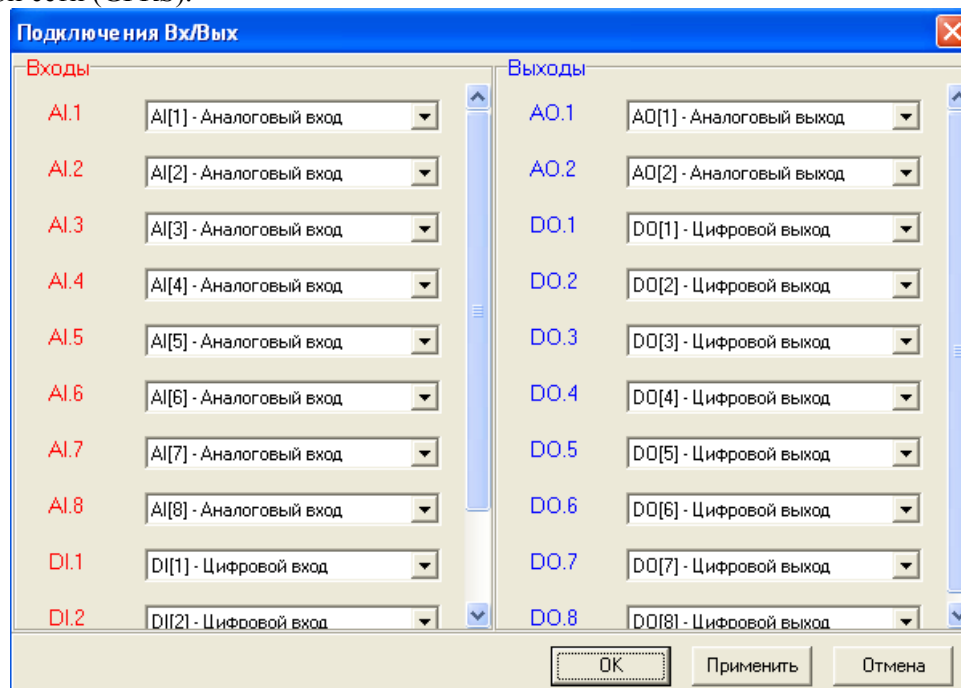 Подключения Вх/Вых
Входы
AI.1 AI[1] - Аналоговый вход
AI.2 AI[2] - Аналоговый вход
AI.3 AI[3] - Аналоговый вход
AI.4 AI[4] - Аналоговый вход
AI.5 AI[5] - Аналоговый вход
AI.6 AI[6] - Аналоговый вход
AI.7 AI[7] - Аналоговый вход
AI.8 AI[8] - Аналоговый вход
DI.1 DI[1] - Цифровой вход
DI.2 DI[2] - Цифровой вход
Выходы
AO.1 AO[1] - Аналоговый выход
AO.2 AO[2] - Аналоговый выход
DO.1 DO[1] - Цифровой выход
DO.2 DO[2] - Цифровой выход
DO.3 DO[3] - Цифровой выход
DO.4 DO[4] - Цифровой выход
DO.5 DO[5] - Цифровой выход
DO.6 DO[6] - Цифровой выход
DO.7 DO[7] - Цифровой выход
DO.8 DO[8] - Цифровой выход
OK Применить Отмена